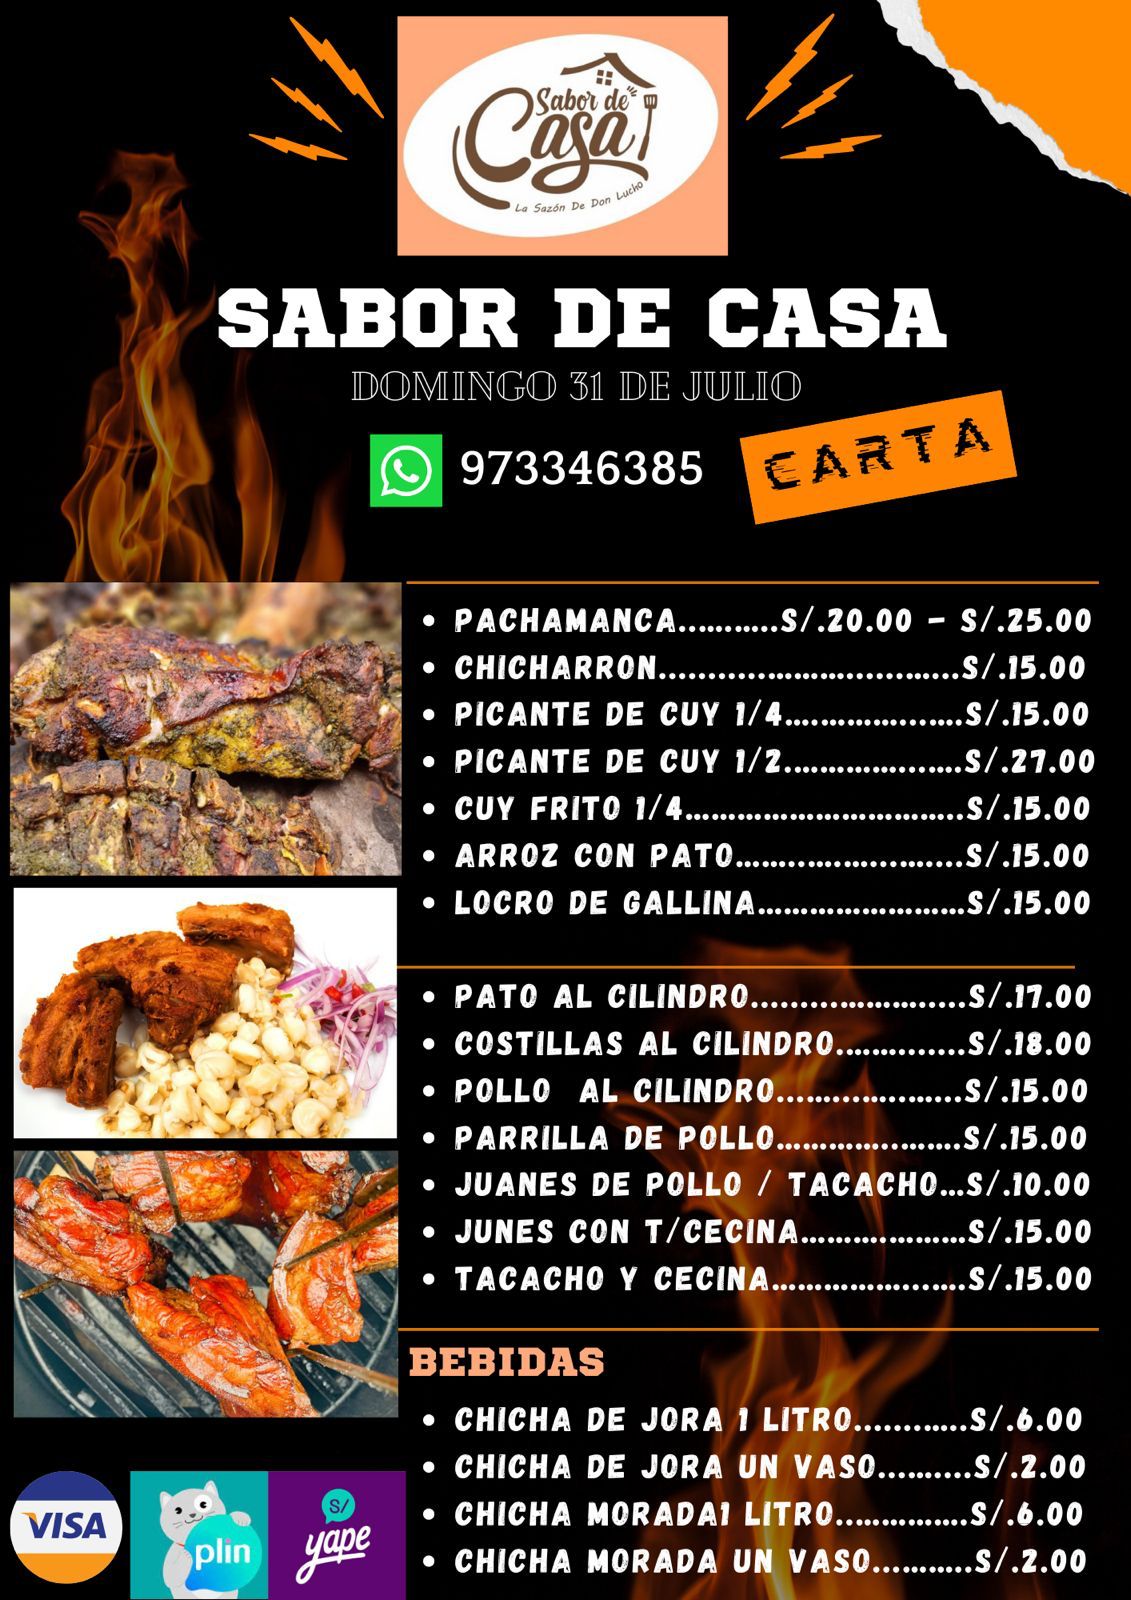 Sabor de
Casa
La Sazón De Don Lucho
SABOR DE CASA
DOMINGO 31 DE JULIO
973346385
CARTA
• PACHAMANCA...........S/.20.00 - S/.25.00
• CHICHARRON..............................S/.15.00
• PICANTE DE CUY 1/4.....................S/.15.00
• PICANTE DE CUY 1/2.....................S/.27.00
• CUY FRITO 1/4................................S/.15.00
• ARROZ CON PATO..........................S/.15.00
• LOCRO DE GALLINA........................S/.15.00
• PATO AL CILINDRO........................S/.17.00
• COSTILLAS AL CILINDRO...............S/.18.00
• POLLO  AL CILINDRO.....................S/.15.00
• PARRILLA DE POLLO.....................S/.15.00
• JUANES DE POLLO / TACACHO...S/.10.00
• JUNES CON T/CECINA...................S/.15.00
• TACACHO Y CECINA......................S/.15.00
BEBIDAS
• CHICHA DE JORA 1 LITRO............S/.6.00
• CHICHA DE JORA UN VASO..........S/.2.00
• CHICHA MORADA1 LITRO..............S/.6.00
• CHICHA MORADA UN VASO...........S/.2.00
VISA
plin
S/
yape